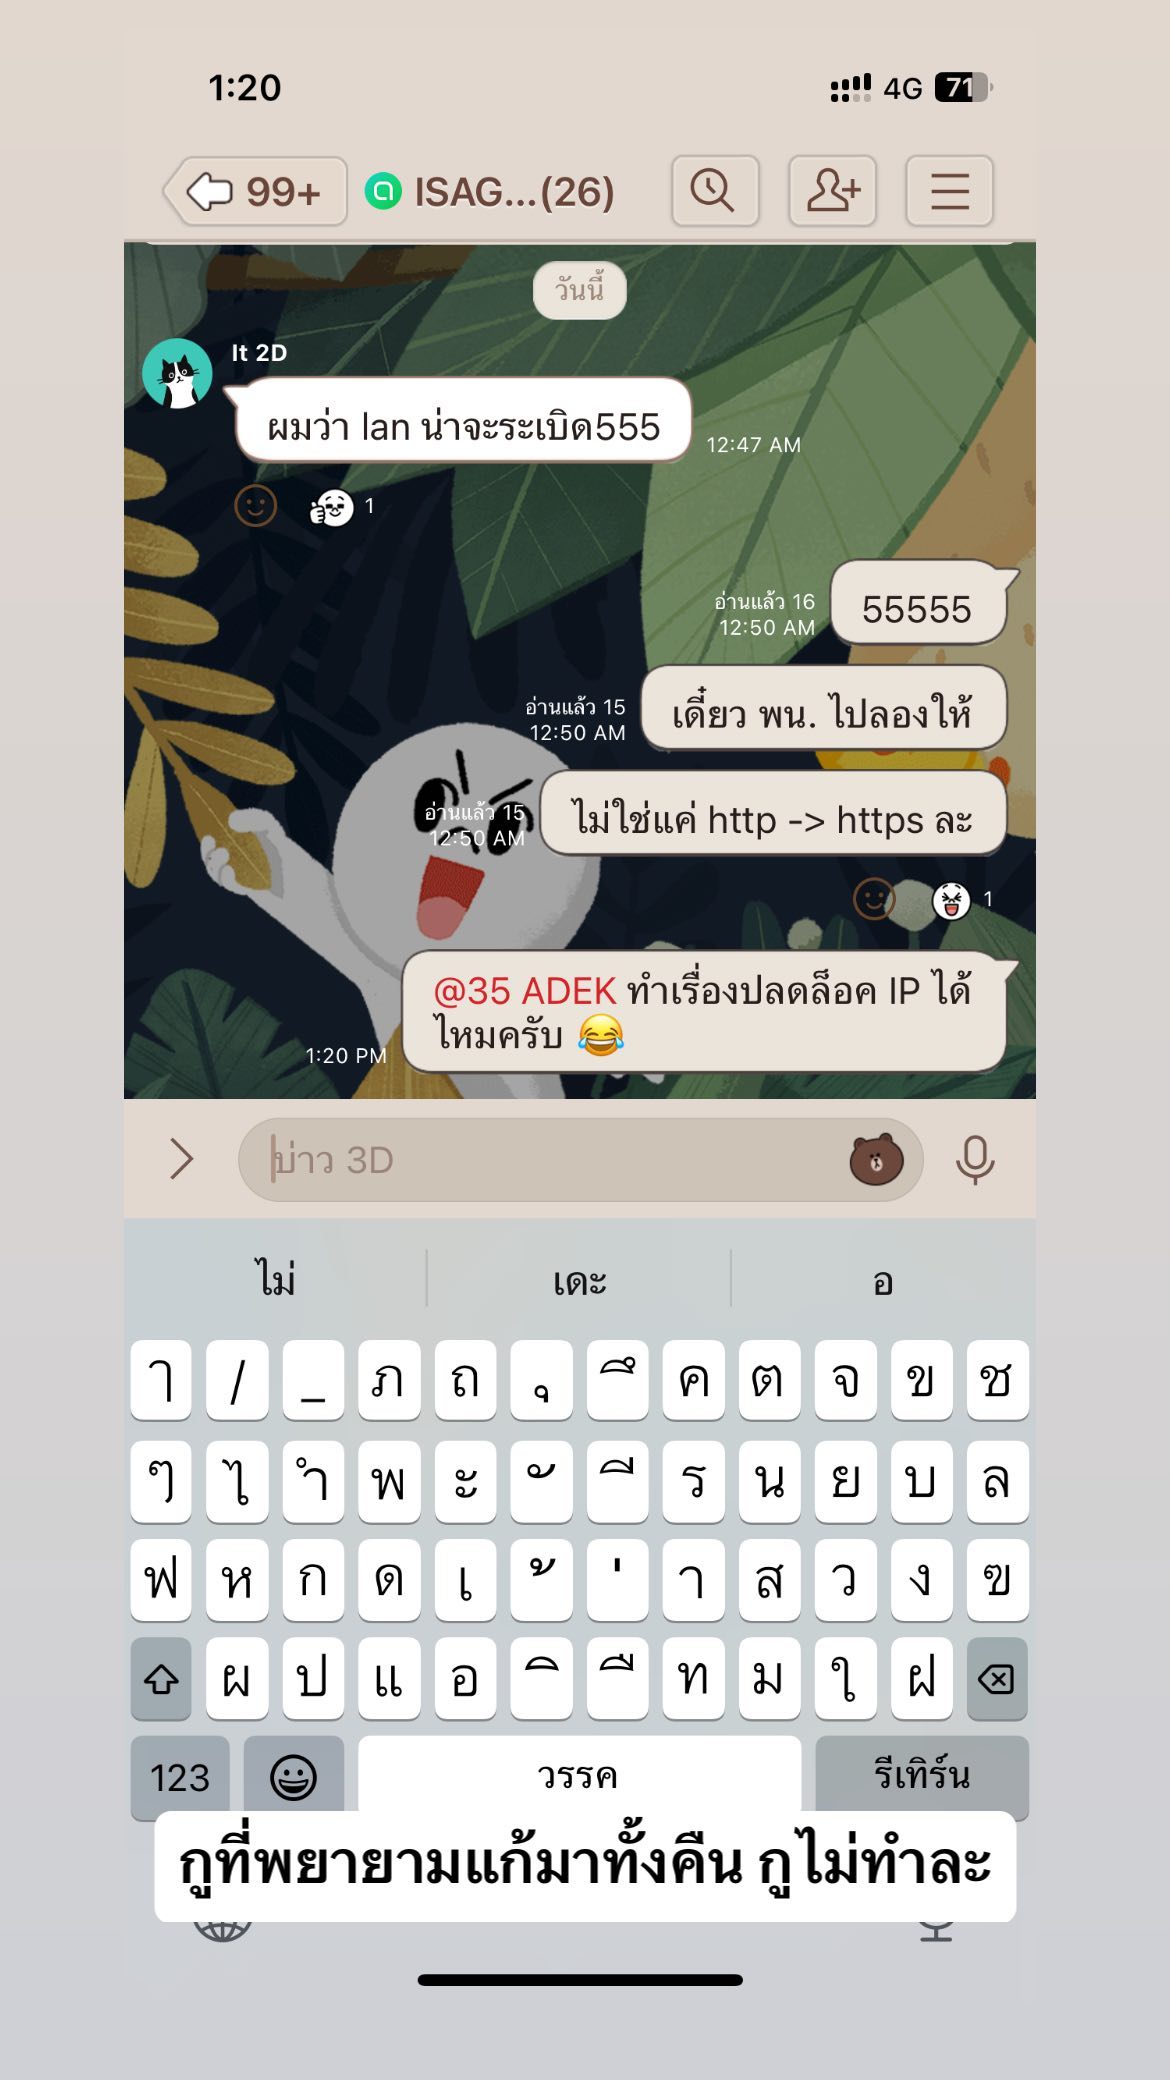 1:20
4G 71
99+
ISAG...(26)
วันนี้
It 2D
ผมว่า lan น่าจะระเบิด555
12:47 AM
1
55555
อ่านแล้ว 16
12:50 AM
เดี๋ยว พน. ไปลองให้
อ่านแล้ว 15
12:50 AM
ไม่ใช่แค่ http -> https ละ
อ่านแล้ว 15
12:50 AM
1
@35 ADEK ทำเรื่องปลดล็อค IP ได้
ไหมครับ 😂
1:20 PM
บ่าว 3D
ไม่ เดะ อ
ๅ / _ ภ ถ ุ ึ ค ต จ ข ช
ๆ ไ ำ พ ะ ั ี ร น ย บ ล
ฟ ห ก ด เ ้ ่ า ส ว ง ฃ
ผ ป แ อ ิ ื ท ม ใ ฝ
123 วรรค รีเทิร์น
กูที่พยายามแก้มาทั้งคืน กูไม่ทำละ